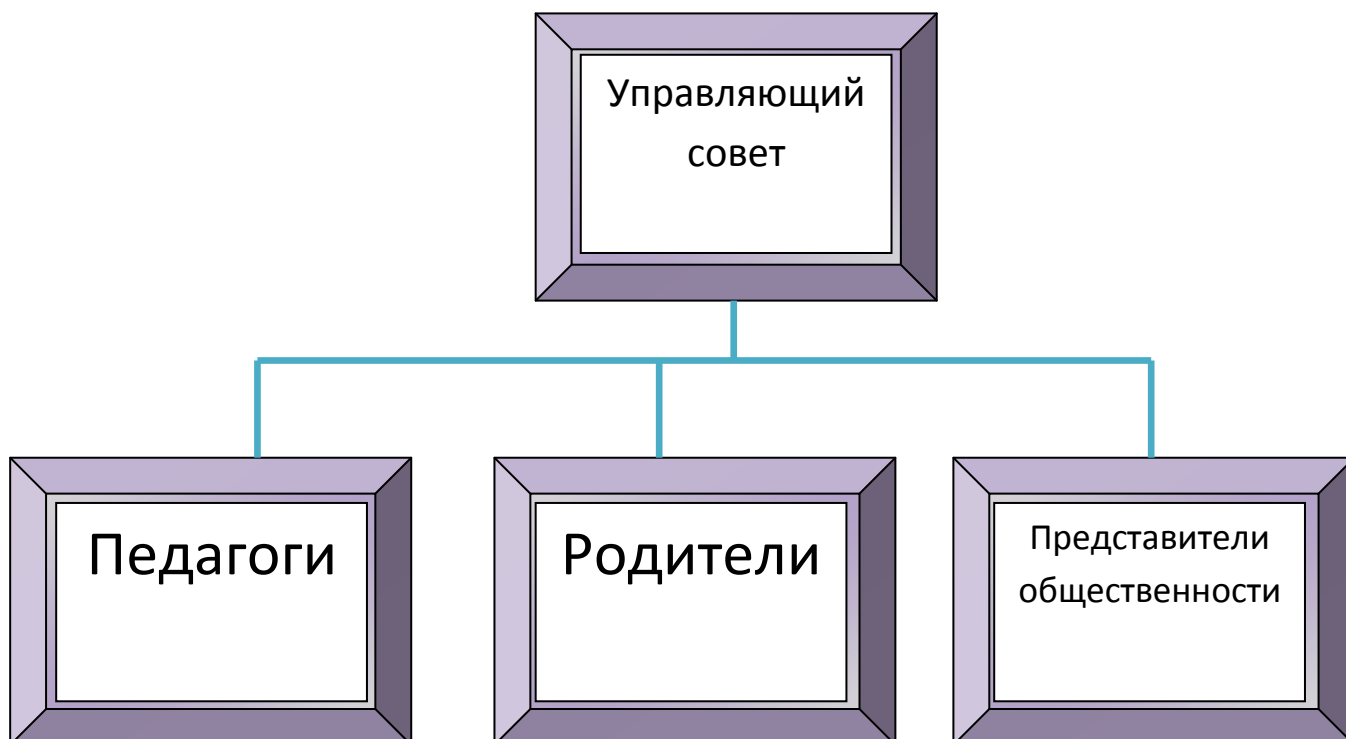 Управляющий
совет
Педагоги
Родители
Представители
общественности